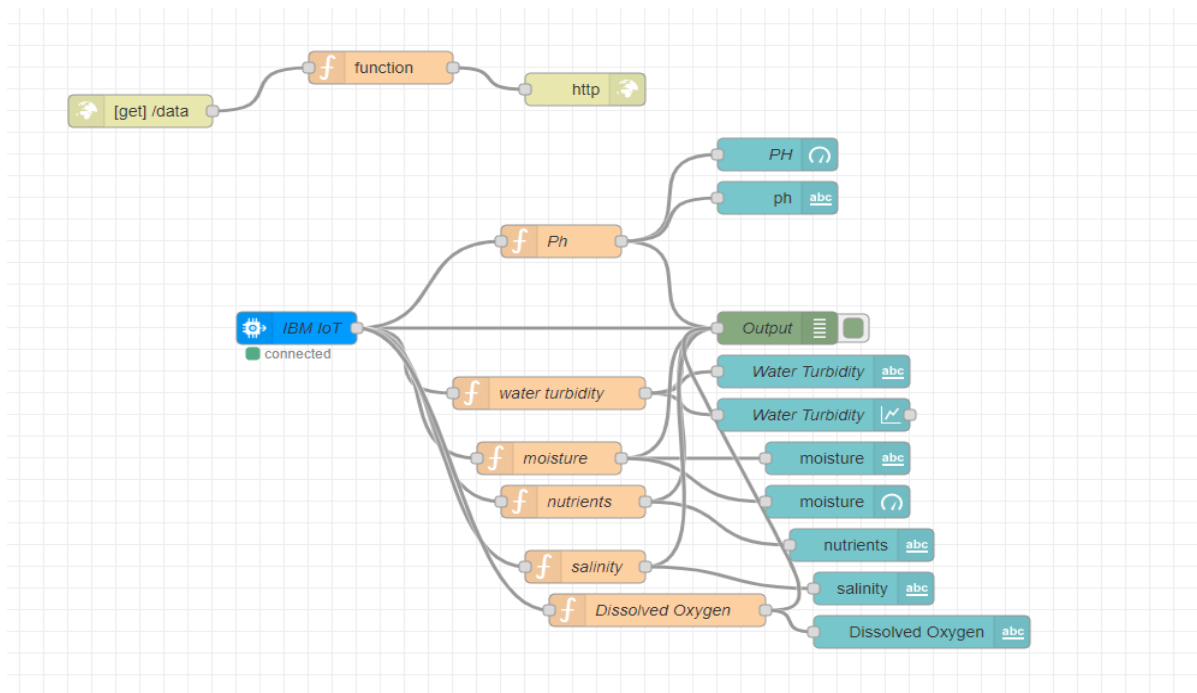 function
http
[get] /data
PH
ph abc
Ph
IBM IoT
connected
Output
Water Turbidity abc
water turbidity
Water Turbidity
moisture
moisture abc
nutrients
moisture
nutrients abc
salinity
salinity abc
Dissolved Oxygen
Dissolved Oxygen abc